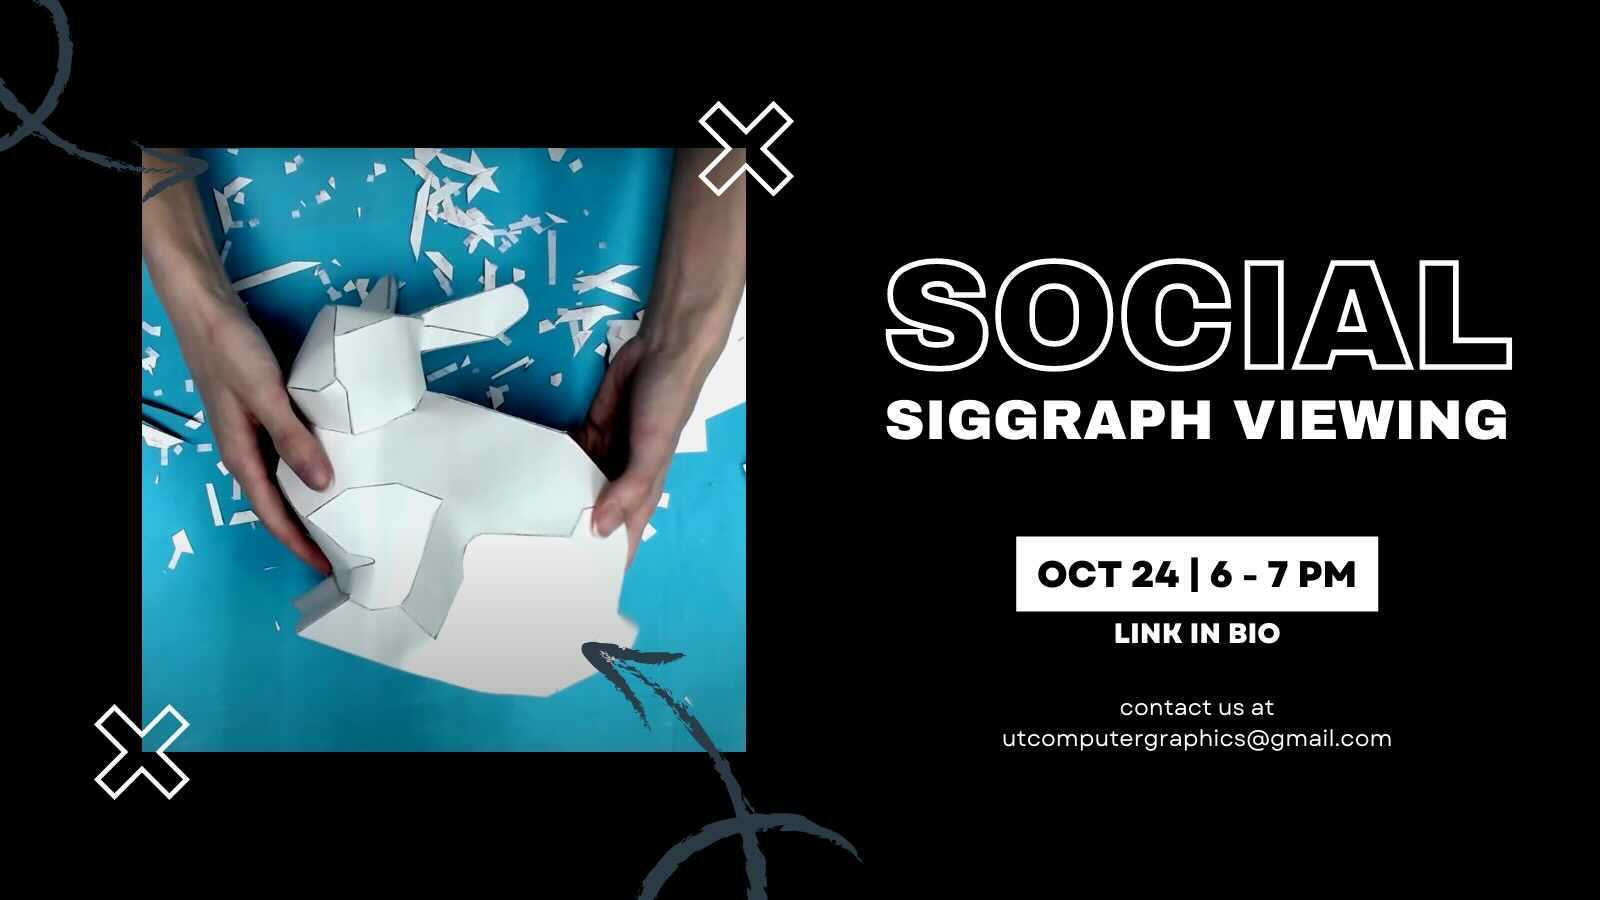 SOCIAL
SIGGRAPH VIEWING
OCT 24 | 6 - 7 PM
LINK IN BIO
contact us at
utcomputergraphics@gmail.com